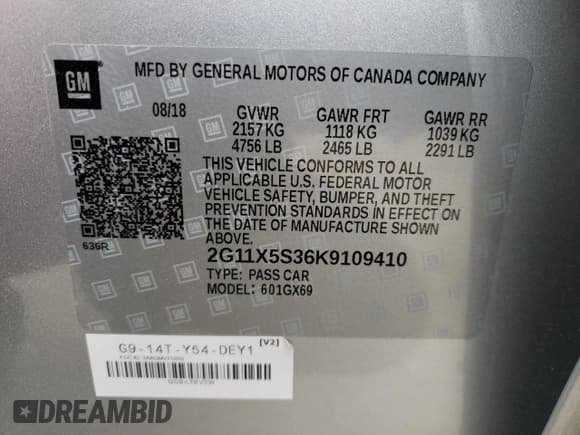 GM
MFD BY GENERAL MOTORS OF CANADA COMPANY
08/18 GVWR GAWR FRT GAWR RR
2157 KG 1118 KG 1039 KG
4756 LB 2465 LB 2291 LB
THIS VEHICLE CONFORMS TO ALL
APPLICABLE U.S. FEDERAL MOTOR
VEHICLE SAFETY, BUMPER, AND THEFT
PREVENTION STANDARDS IN EFFECT ON
THE DATE OF MANUFACTURE SHOWN
ABOVE.
636R
2G11X5S36K9109410
TYPE: PASS CAR
MODEL: 601GX69
[V2]
G9-14T-Y54-DEY1
DREAMBID